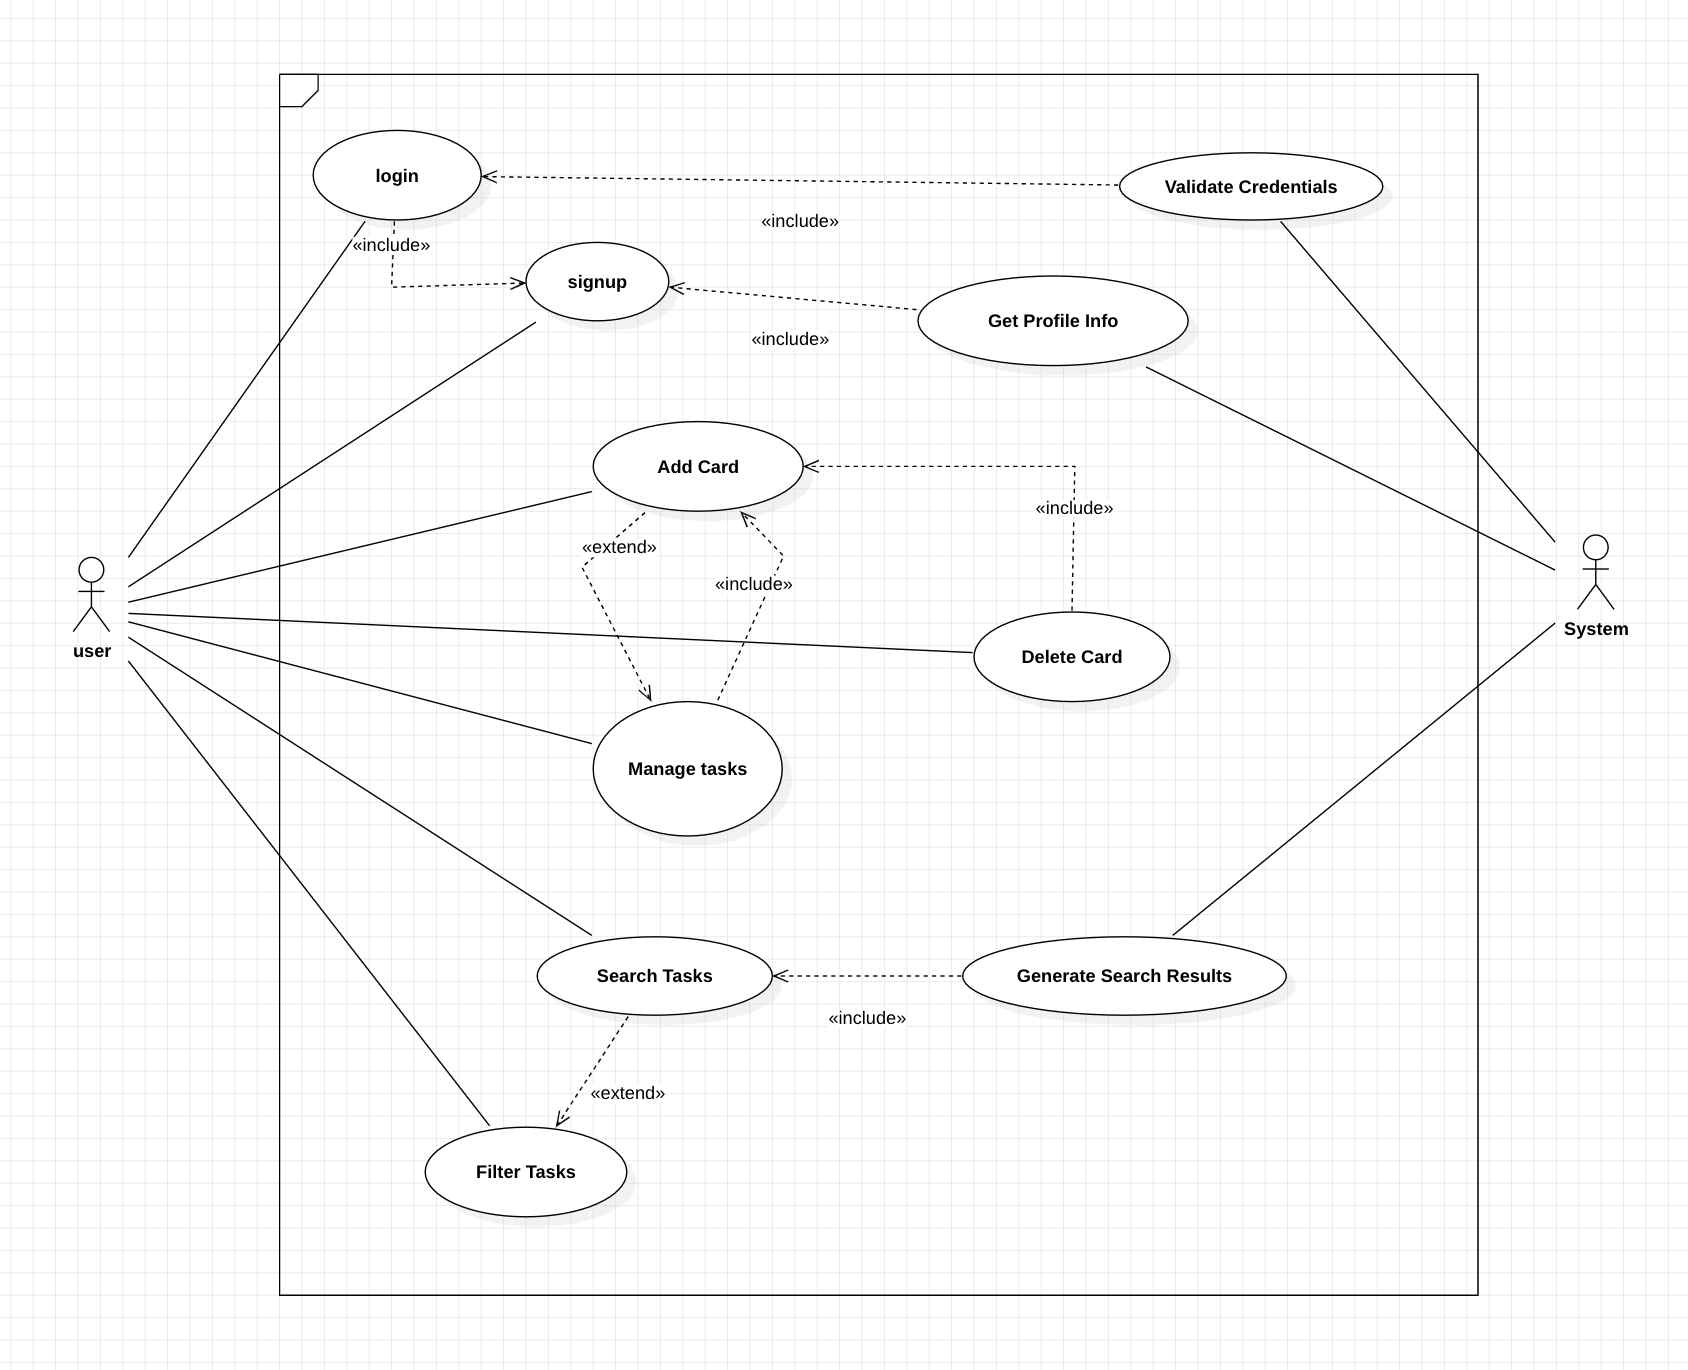 login
Validate Credentials
«include»
«include»
signup
Get Profile Info
«include»
Add Card
«include»
«extend»
«include»
user
System
Delete Card
Manage tasks
Search Tasks
Generate Search Results
«include»
«extend»
Filter Tasks